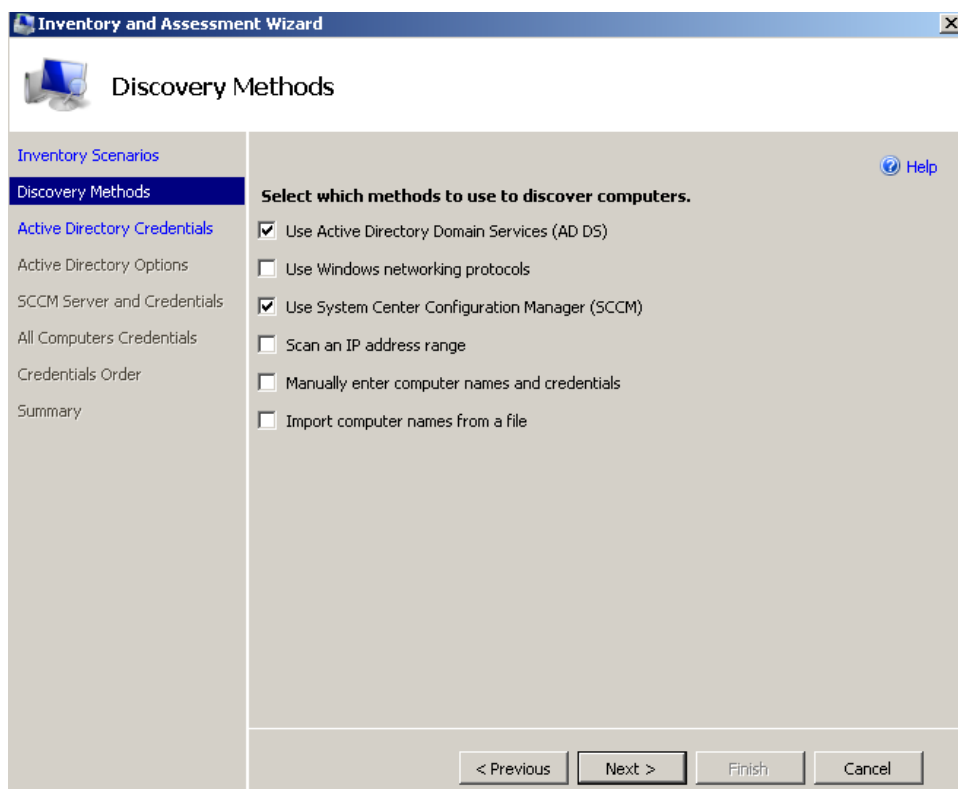 Inventory and Assessment Wizard
Discovery Methods
Inventory Scenarios
Discovery Methods
Active Directory Credentials
Active Directory Options
SCCM Server and Credentials
All Computers Credentials
Credentials Order
Summary
Help
Select which methods to use to discover computers.
Use Active Directory Domain Services (AD DS)
Use Windows networking protocols
Use System Center Configuration Manager (SCCM)
Scan an IP address range
Manually enter computer names and credentials
Import computer names from a file
< Previous
Next >
Finish
Cancel